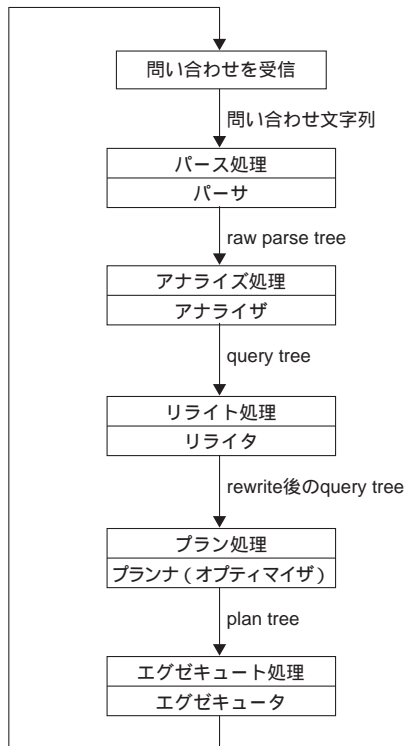 問い合わせを受信
問い合わせ文字列
パース処理
パーサ
raw parse tree
アナライズ処理
アナライザ
query tree
リライト処理
リライタ
rewrite後のquery tree
プラン処理
プランナ（オプティマイザ）
plan tree
エグゼキュート処理
エグゼキュータ